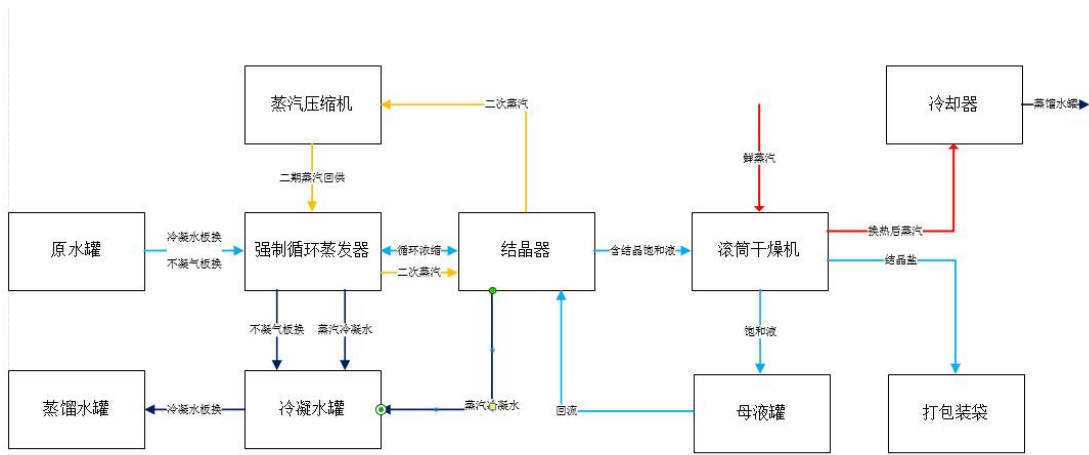 蒸汽压缩机
二次蒸汽
冷却器
蒸馏水罐
鲜蒸汽
二期蒸汽回供
原水罐
冷凝水板换
不凝气板换
强制循环蒸发器
循环浓缩
二次蒸汽
结晶器
含结晶饱和液
滚筒干燥机
换热后蒸汽
结晶盐
不凝气板换
蒸汽冷凝水
饱和液
蒸馏水罐
冷凝水板换
冷凝水罐
蒸汽冷凝水
回流
母液罐
打包装袋